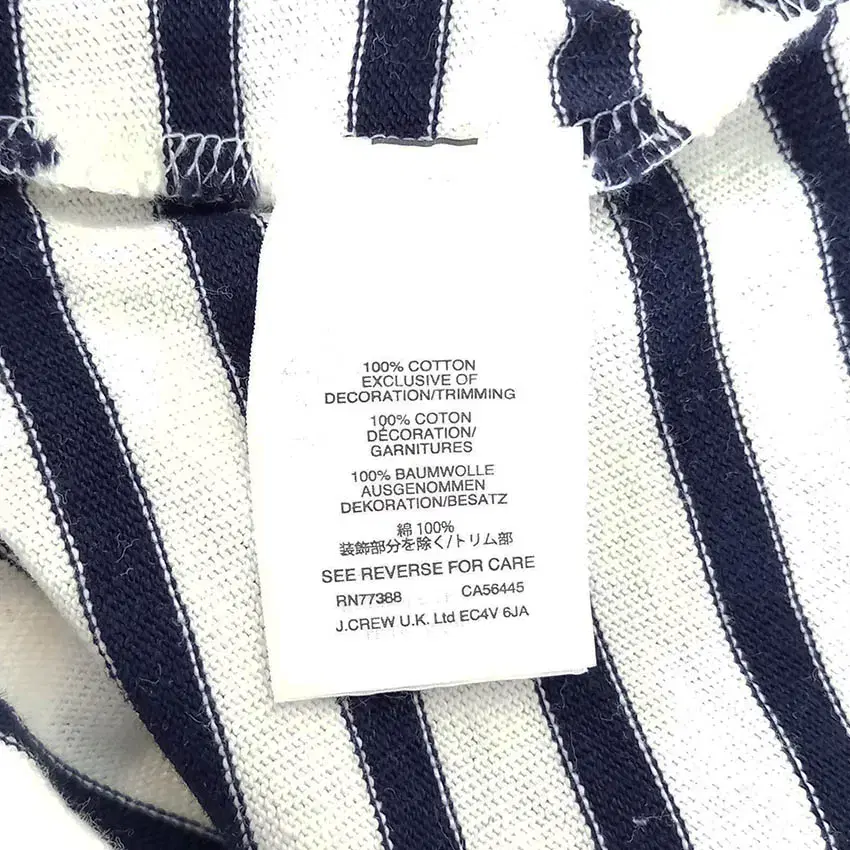 100% COTTON
EXCLUSIVE OF
DECORATION/TRIMMING
100% COTON
DÉCORATION/
GARNITURES
100% BAUMWOLLE
AUSGENOMMEN
DEKORATION/BESATZ
綿 100%
装飾部分を除く/トリム部
SEE REVERSE FOR CARE
RN77388 CA56445
J.CREW U.K. Ltd EC4V 6JA